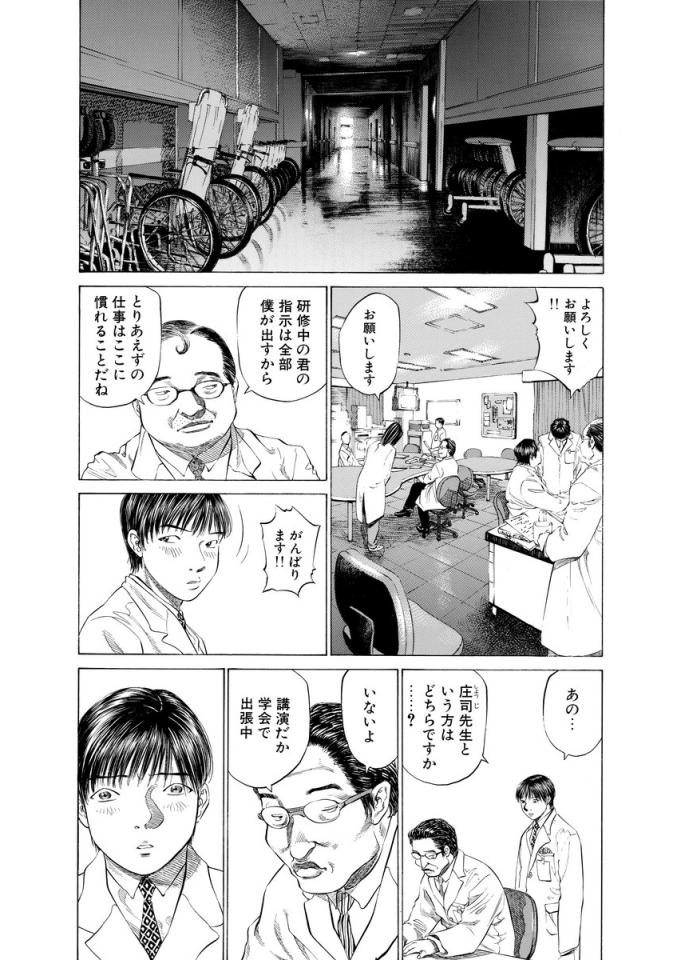 よろしく
お願いします
!!
お願いします
研修中の君の
指示は全部
僕が出すから
とりあえずの
仕事はここに
慣れることだね
がんばり
ます!!
あの…
庄司先生と
しょうじ
いう方は
どちらですか
……?
いないよ
講演だか
学会で
出張中